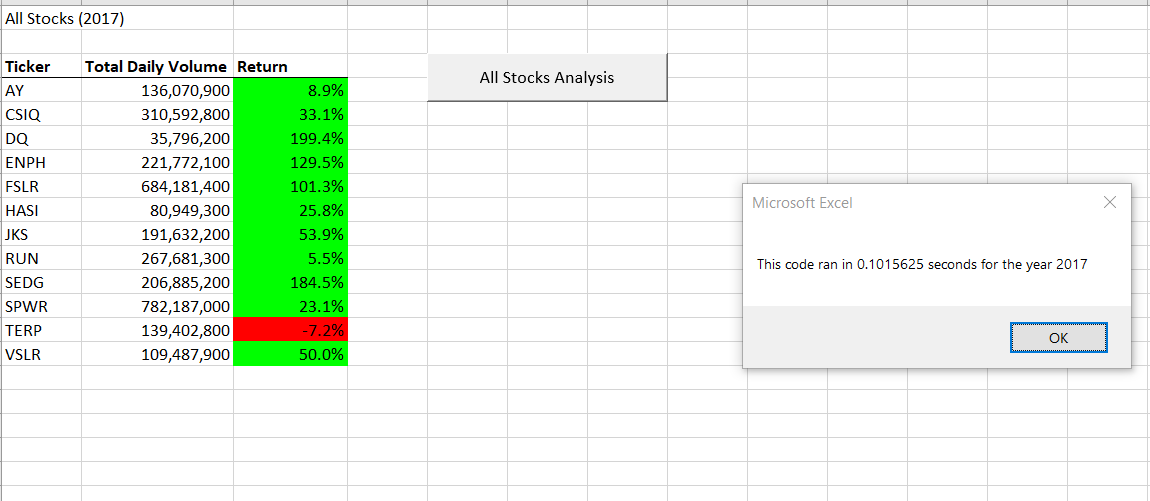 All Stocks (2017)
Ticker Total Daily Volume Return
All Stocks Analysis
AY 136,070,900 8.9%
CSIQ 310,592,800 33.1%
DQ 35,796,200 199.4%
ENPH 221,772,100 129.5%
FSLR 684,181,400 101.3%
HASI 80,949,300 25.8%
JKS 191,632,200 53.9%
RUN 267,681,300 5.5%
SEDG 206,885,200 184.5%
SPWR 782,187,000 23.1%
TERP 139,402,800 -7.2%
VSLR 109,487,900 50.0%
Microsoft Excel
This code ran in 0.1015625 seconds for the year 2017
OK